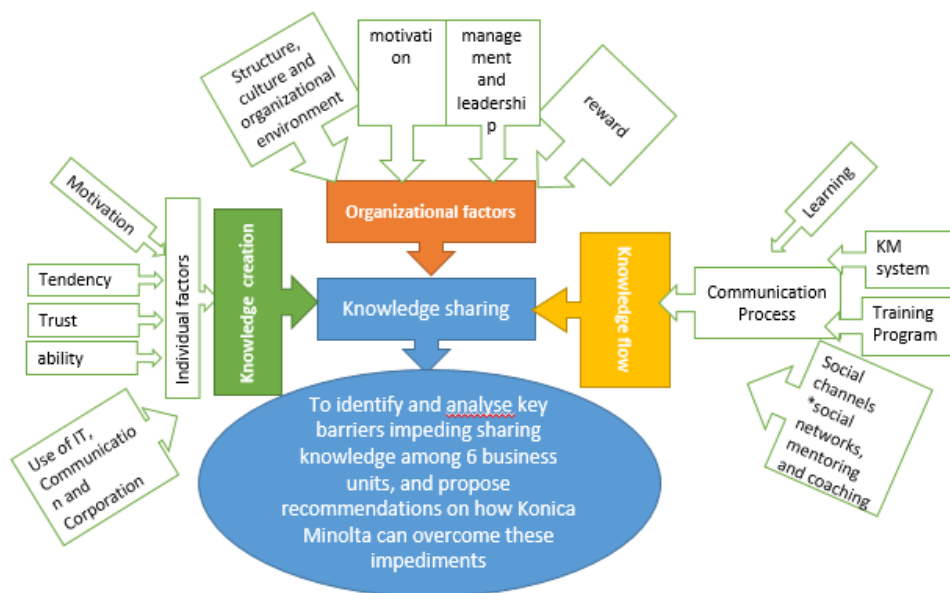 Structure,
culture and
organizational
environment
motivati
on
manage
ment
and
leadershi
p
reward
Organizational factors
Motivation
Tendency
Trust
ability
Use of IT,
Communicatio
n and
Corporation
Individual factors
Knowledge  creation
Knowledge sharing
Knowledge flow
Communication
Process
Learning
KM
system
Training
Program
Social
channels
*social
networks,
mentoring
and coaching
To identify and analyse key
barriers impeding sharing
knowledge among 6 business
units, and propose
recommendations on how Konica
Minolta can overcome these
impediments